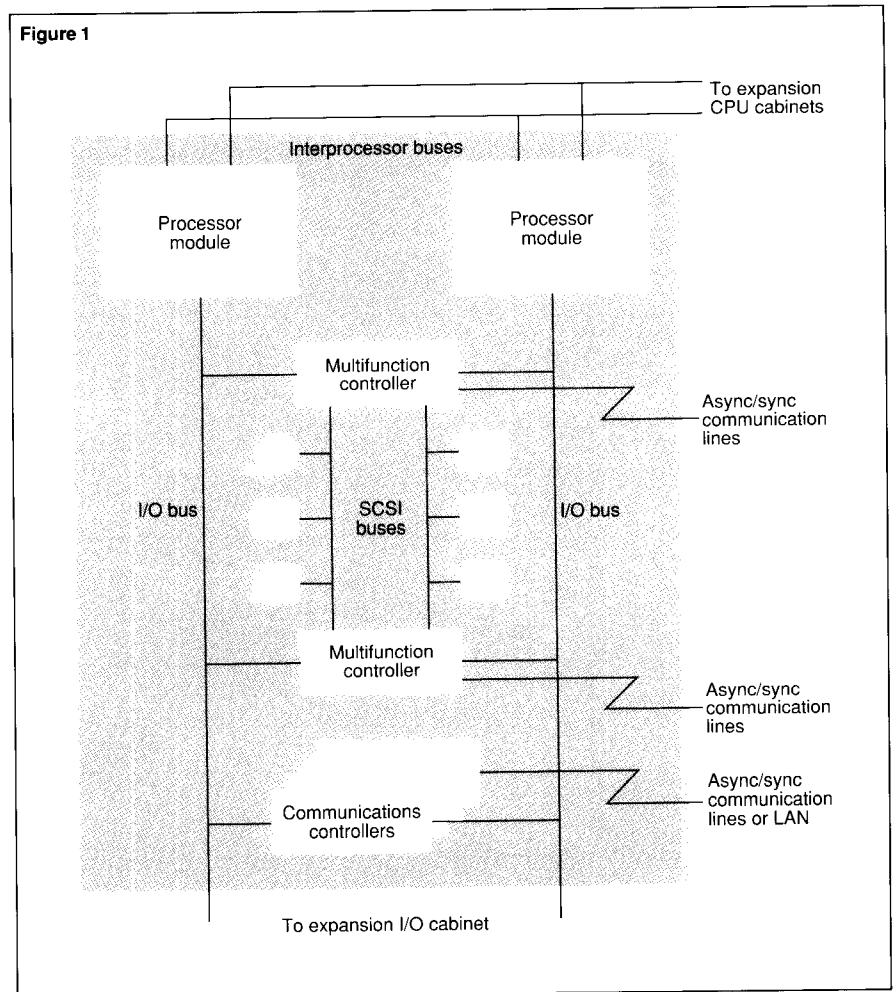 Figure 1
To expansion
CPU cabinets
Interprocessor buses
Processor
module
Processor
module
Multifunction
controller
Async/sync
communication
lines
I/O bus
SCSI
buses
I/O bus
Multifunction
controller
Async/sync
communication
lines
Async/sync
communication
lines or LAN
Communications
controllers
To expansion I/O cabinet